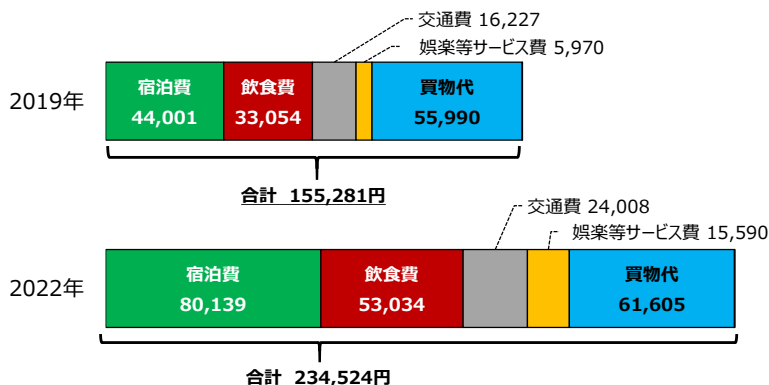 交通費 16,227
娯楽等サービス費 5,970
2019年
宿泊費
44,001
飲食費
33,054
買物代
55,990
合計 155,281円
交通費 24,008
娯楽等サービス費 15,590
2022年
宿泊費
80,139
飲食費
53,034
買物代
61,605
合計 234,524円